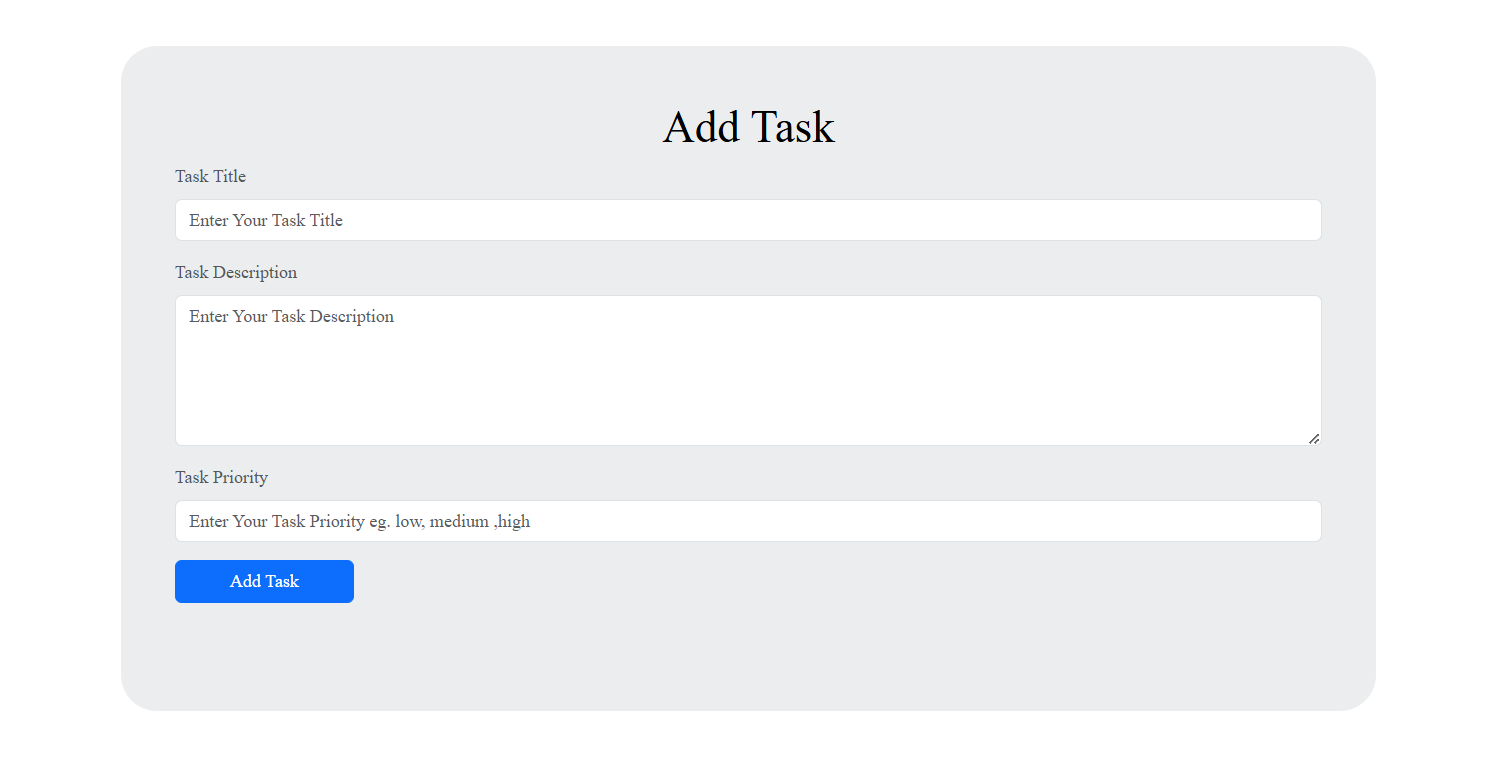 Add Task
Task Title
Enter Your Task Title
Task Description
Enter Your Task Description
Task Priority
Enter Your Task Priority eg. low, medium ,high
Add Task